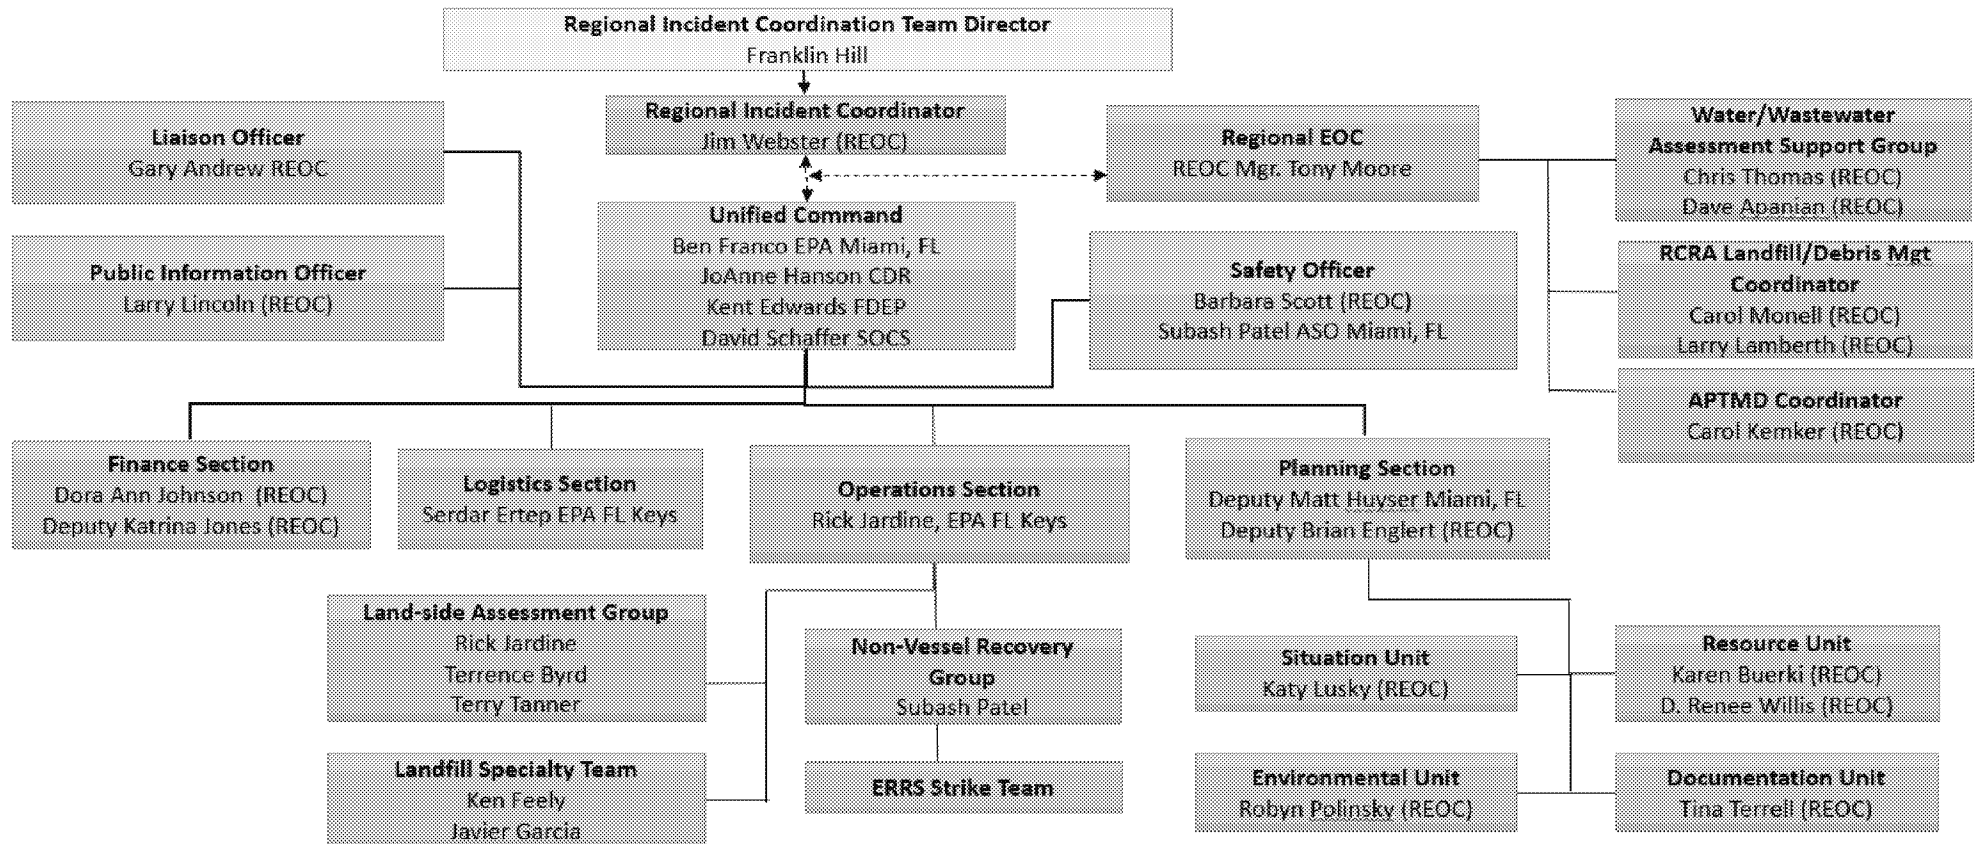 Regional Incident Coordination Team Director
Franklin Hill
Regional Incident Coordinator
Jim Webster (REOC)
Liaison Officer
Gary Andrew REOC
Public Information Officer
Larry Lincoln (REOC)
Unified Command
Ben Franco EPA Miami, FL
JoAnne Hanson CDR
Kent Edwards FDEP
David Schaffer SOCS
Regional EOC
REOC Mgr. Tony Moore
Safety Officer
Barbara Scott (REOC)
Subash Patel ASO Miami, FL
Water/Wastewater
Assessment Support Group
Chris Thomas (REOC)
Dave Apanian (REOC)
RCRA Landfill/Debris Mgt
Coordinator
Carol Monell (REOC)
Larry Lamberth (REOC)
APTMD Coordinator
Carol Kemker (REOC)
Finance Section
Dora Ann Johnson (REOC)
Deputy Katrina Jones (REOC)
Logistics Section
Serdar Ertep EPA FL Keys
Operations Section
Rick Jardine, EPA FL Keys
Planning Section
Deputy Matt Huyser Miami, FL
Deputy Brian Englert (REOC)
Land-side Assessment Group
Rick Jardine
Terrence Byrd
Terry Tanner
Landfill Specialty Team
Ken Feely
Javier Garcia
Non-Vessel Recovery
Group
Subash Patel
ERRS Strike Team
Situation Unit
Katy Lusky (REOC)
Environmental Unit
Robyn Polinsky (REOC)
Resource Unit
Karen Buerki (REOC)
D. Renee Willis (REOC)
Documentation Unit
Tina Terrell (REOC)